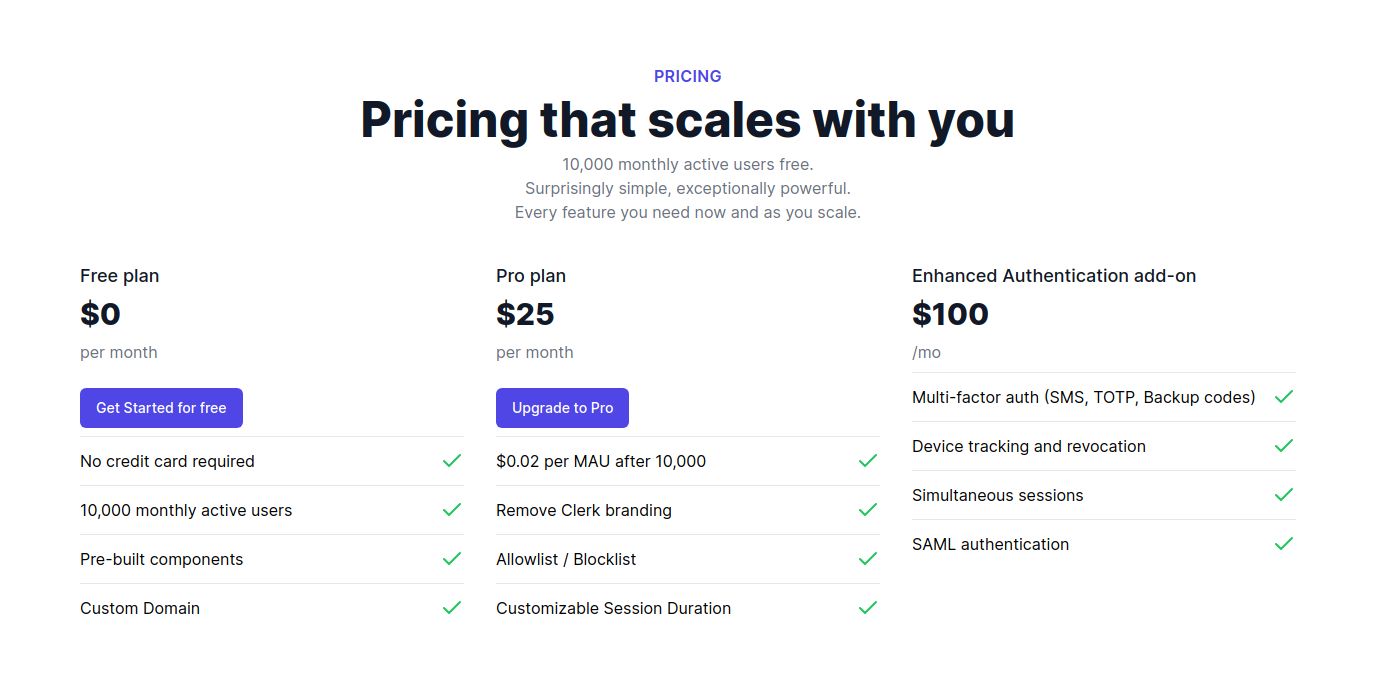 PRICING
Pricing that scales with you
10,000 monthly active users free.
Surprisingly simple, exceptionally powerful.
Every feature you need now and as you scale.
Free plan
$0
per month
Get Started for free
No credit card required
10,000 monthly active users
Pre-built components
Custom Domain
Pro plan
$25
per month
Upgrade to Pro
$0.02 per MAU after 10,000
Remove Clerk branding
Allowlist / Blocklist
Customizable Session Duration
Enhanced Authentication add-on
$100
/mo
Multi-factor auth (SMS, TOTP, Backup codes)
Device tracking and revocation
Simultaneous sessions
SAML authentication